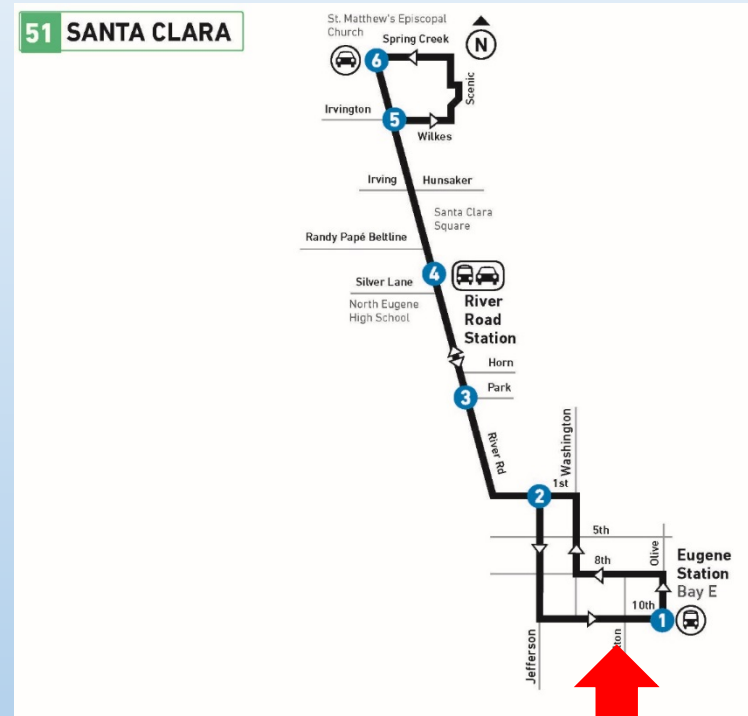 51 SANTA CLARA
St. Matthew's Episcopal
Church
Spring Creek
N
6
Scenic
Irvington
5
Wilkes
Irving
Hunsaker
Santa Clara
Square
Randy Papé Beltline
4
Silver Lane
River
Road
Station
North Eugene
High School
Horn
Park
3
River Rd
Washington
1st
2
5th
Olive
8th
Eugene
Station
Bay E
10th
1
Jefferson